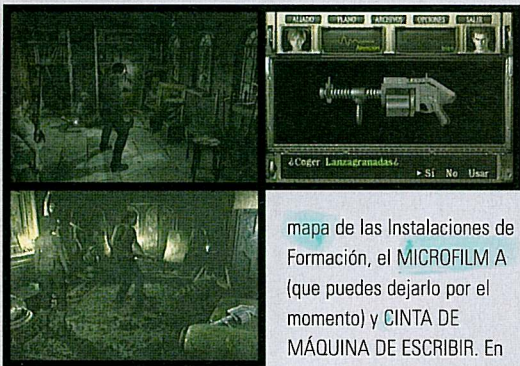 ALIADO PLANO ARCHIVOS OPCIONES SALIR
Atención
¿Coger Lanzagranadas¿
▸ Sí No Usar
mapa de las Instalaciones de
Formación, el MICROFILM A
(que puedes dejarlo por el
momento) y CINTA DE
MÁQUINA DE ESCRIBIR. En